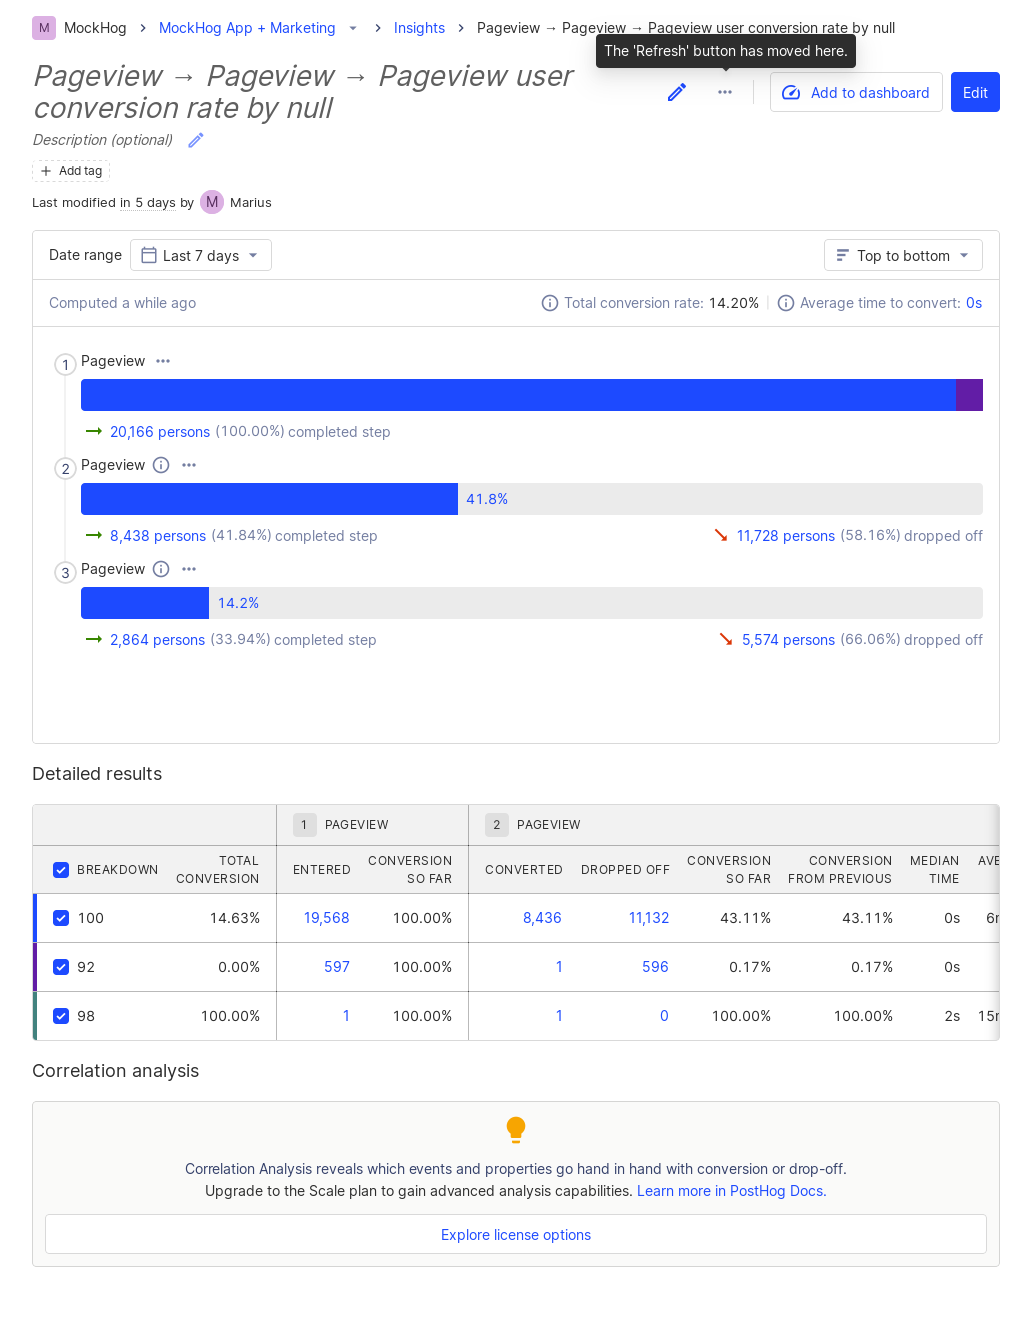 M MockHog > MockHog App + Marketing > Insights > Pageview → Pageview → Pageview user conversion rate by null
The 'Refresh' button has moved here.
Pageview → Pageview → Pageview user
conversion rate by null
Add to dashboard Edit
Description (optional)
+ Add tag
Last modified in 5 days by M Marius
Date range Last 7 days Top to bottom
Computed a while ago Total conversion rate: 14.20% Average time to convert: 0s
1 Pageview
20,166 persons (100.00%) completed step
2 Pageview
41.8%
8,438 persons (41.84%) completed step 11,728 persons (58.16%) dropped off
3 Pageview
14.2%
2,864 persons (33.94%) completed step 5,574 persons (66.06%) dropped off
Detailed results
1 PAGEVIEW 2 PAGEVIEW
BREAKDOWN TOTAL CONVERSION ENTERED CONVERSION SO FAR CONVERTED DROPPED OFF CONVERSION SO FAR CONVERSION FROM PREVIOUS MEDIAN TIME AVE
100 14.63% 19,568 100.00% 8,436 11,132 43.11% 43.11% 0s 6
92 0.00% 597 100.00% 1 596 0.17% 0.17% 0s
98 100.00% 1 100.00% 1 0 100.00% 100.00% 2s 15
Correlation analysis
Correlation Analysis reveals which events and properties go hand in hand with conversion or drop-off.
Upgrade to the Scale plan to gain advanced analysis capabilities. Learn more in PostHog Docs.
Explore license options